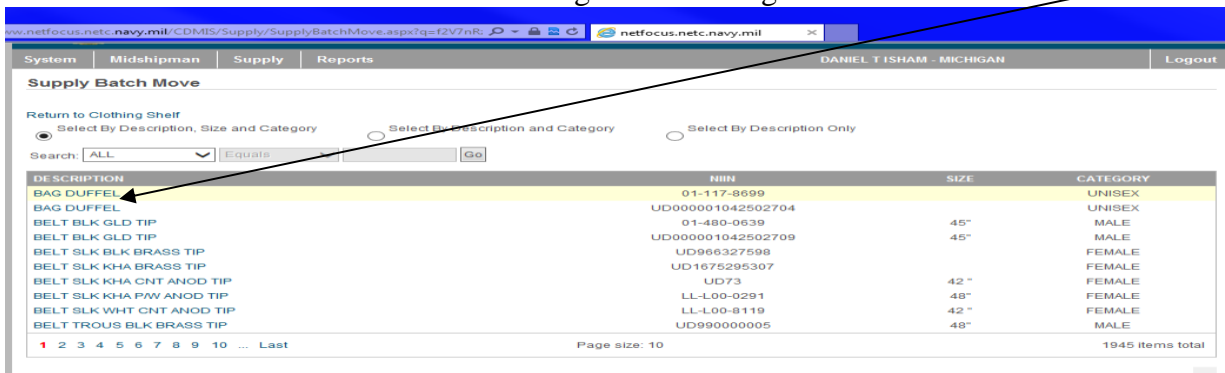 ww.netfocus.netc.navy.mil/CDMIS/Supply/SupplyBatchMove.aspx?q=f2V7nR: netfocus.netc.navy.mil ×
System Midshipman Supply Reports DANIEL T ISHAM - MICHIGAN Logout
Supply Batch Move
Return to Clothing Shelf
Select By Description, Size and Category Select By Description and Category Select By Description Only
Search: ALL Equals Go
DESCRIPTION NIIN SIZE CATEGORY
BAG DUFFEL 01-117-8699 UNISEX
BAG DUFFEL UD000001042502704 UNISEX
BELT BLK GLD TIP 01-480-0639 45" MALE
BELT BLK GLD TIP UD000001042502709 45" MALE
BELT SLK BLK BRASS TIP UD966327598 FEMALE
BELT SLK KHA BRASS TIP UD1675295307 FEMALE
BELT SLK KHA CNT ANOD TIP UD73 42 " FEMALE
BELT SLK KHA P/W ANOD TIP LL-L00-0291 48" FEMALE
BELT SLK WHT CNT ANOD TIP LL-L00-8119 42 " FEMALE
BELT TROUS BLK BRASS TIP UD990000005 48" MALE
1 2 3 4 5 6 7 8 9 10 ... Last Page size: 10 1945 items total